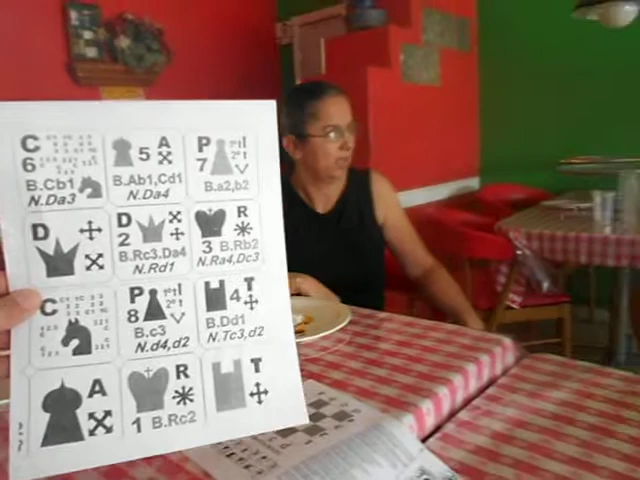 C
6
B.Cb1
N.Da3
5 A
B.Ab1,Cd1
N.Da4
P
7
B.a2,b2
D
D
2
B.Rc3.Da4
N.Rd1
R
3 B.Rb2
N.Ra4,Dc3
C
P
8
B.c3
N.d4,d2
4 T
B.Dd1
N.Tc3,d2
A
R
1 B.Rc2
T